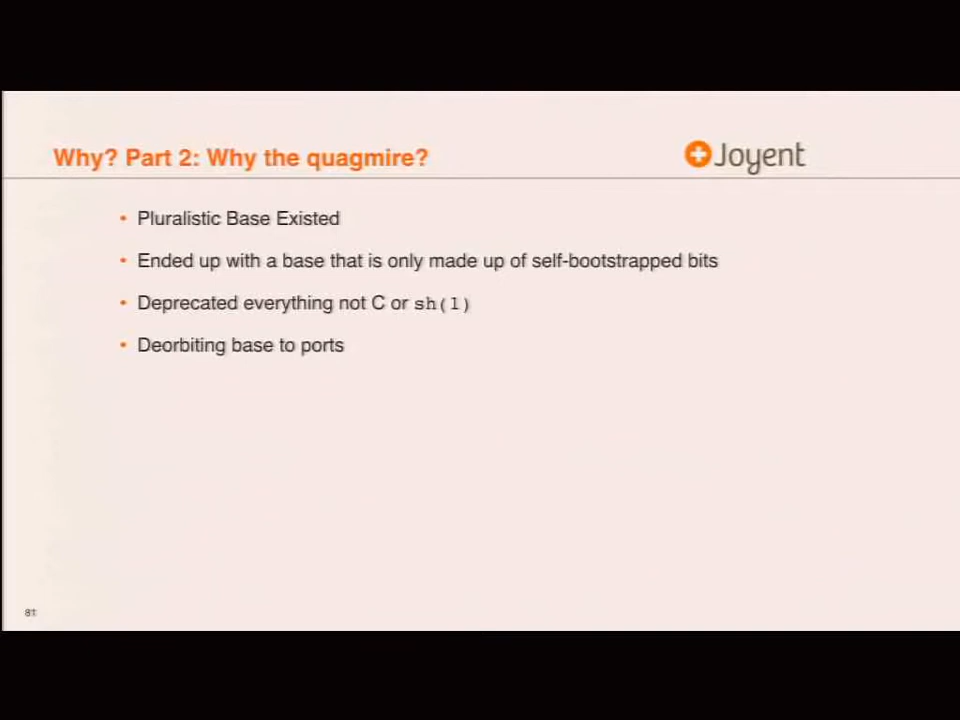 Why? Part 2: Why the quagmire?
Joyent
• Pluralistic Base Existed
• Ended up with a base that is only made up of self-bootstrapped bits
• Deprecated everything not C or sh(1)
• Deorbiting base to ports
81